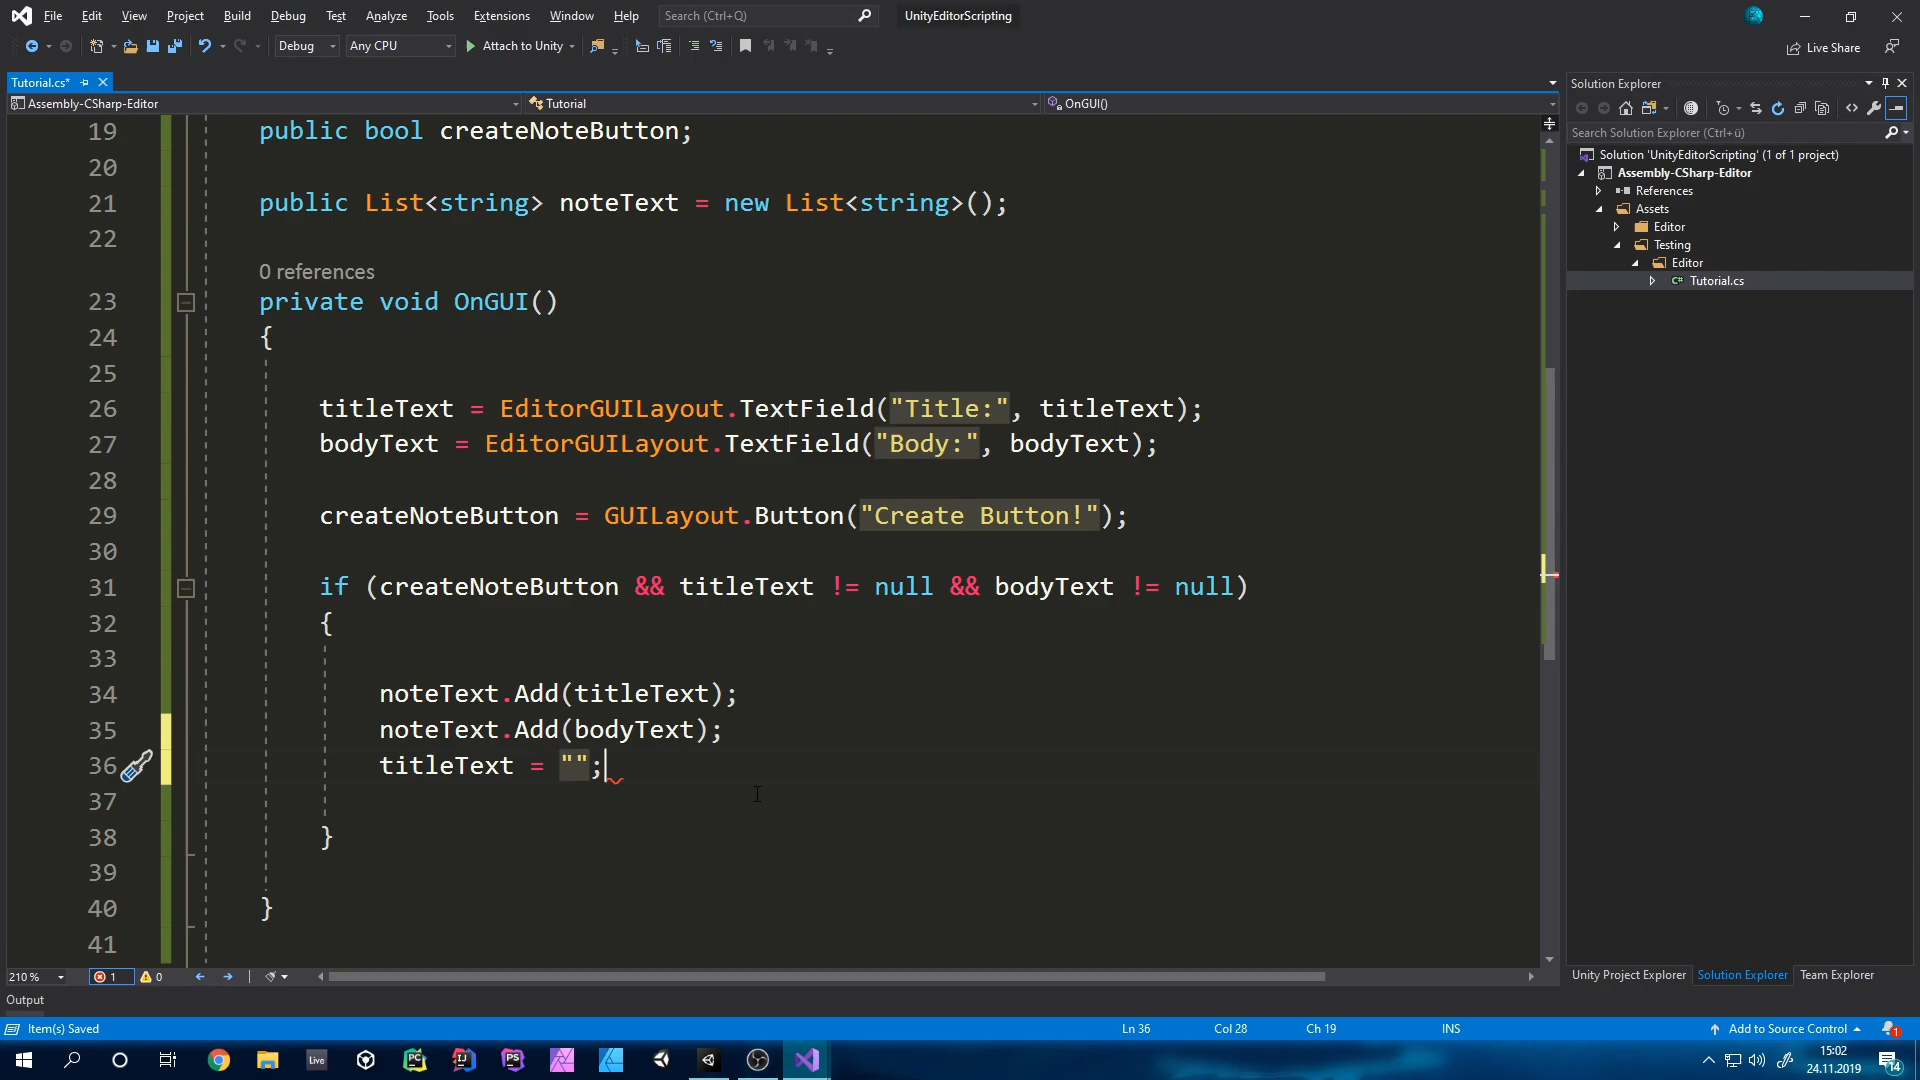 File Edit View Project Build Debug Test Analyze Tools Extensions Window Help Search (Ctrl+Q) UnityEditorScripting
Debug Any CPU Attach to Unity Live Share
Tutorial.cs*
Assembly-CSharp-Editor Tutorial OnGUI()
19 public bool createNoteButton;
20
21 public List<string> noteText = new List<string>();
22
0 references
23 private void OnGUI()
24 {
25
26 titleText = EditorGUILayout.TextField("Title:", titleText);
27 bodyText = EditorGUILayout.TextField("Body:", bodyText);
28
29 createNoteButton = GUILayout.Button("Create Button!");
30
31 if (createNoteButton && titleText != null && bodyText != null)
32 {
33
34 noteText.Add(titleText);
35 noteText.Add(bodyText);
36 titleText = "";
37
38 }
39
40 }
41
210 % 1 0
Output
Item(s) Saved Ln 36 Col 28 Ch 19 INS Add to Source Control 1
Solution Explorer
Search Solution Explorer (Ctrl+ü)
Solution 'UnityEditorScripting' (1 of 1 project)
Assembly-CSharp-Editor
References
Assets
Editor
Testing
Editor
C# Tutorial.cs
Unity Project Explorer Solution Explorer Team Explorer
Live PC IJ PS
15:02
24.11.2019
14